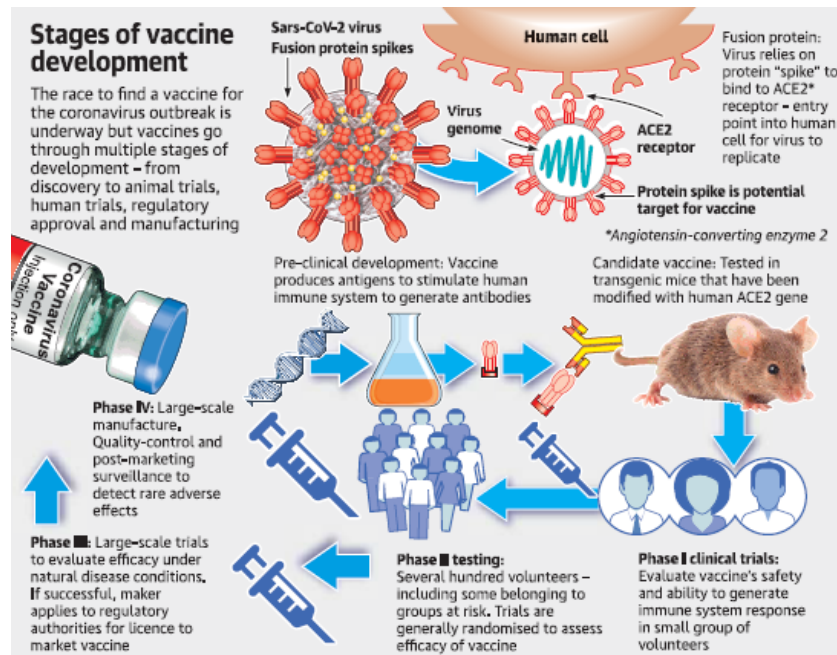 Stages of vaccine
development
The race to find a vaccine for
the coronavirus outbreak is
underway but vaccines go
through multiple stages of
development – from
discovery to animal trials,
human trials, regulatory
approval and manufacturing
Sars-CoV-2 virus
Fusion protein spikes
Human cell
Virus
genome
ACE2
receptor
Fusion protein:
Virus relies on
protein "spike" to
bind to ACE2*
receptor – entry
point into human
cell for virus to
replicate
Protein spike is potential
target for vaccine
*Angiotensin-converting enzyme 2
Coronavirus
Vaccine
Injection only
Pre-clinical development: Vaccine
produces antigens to stimulate human
immune system to generate antibodies
Candidate vaccine: Tested in
transgenic mice that have been
modified with human ACE2 gene
Phase I clinical trials:
Evaluate vaccine's safety
and ability to generate
immune system response
in small group of
volunteers
Phase II testing:
Several hundred volunteers –
including some belonging to
groups at risk. Trials are
generally randomised to assess
efficacy of vaccine
Phase III: Large-scale trials
to evaluate efficacy under
natural disease conditions.
If successful, maker
applies to regulatory
authorities for licence to
market vaccine
Phase IV: Large-scale
manufacture.
Quality-control and
post-marketing
surveillance to
detect rare adverse
effects